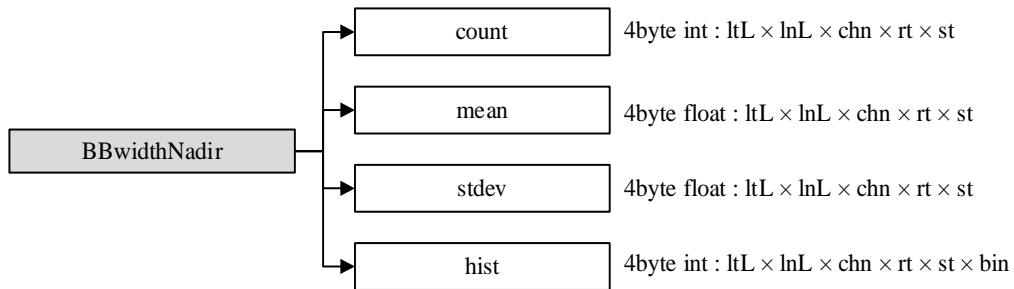 count 4byte int : ltL × lnL × chn × rt × st
mean 4byte float : ltL × lnL × chn × rt × st
BBwidthNadir
stdev 4byte float : ltL × lnL × chn × rt × st
hist 4byte int : ltL × lnL × chn × rt × st × bin